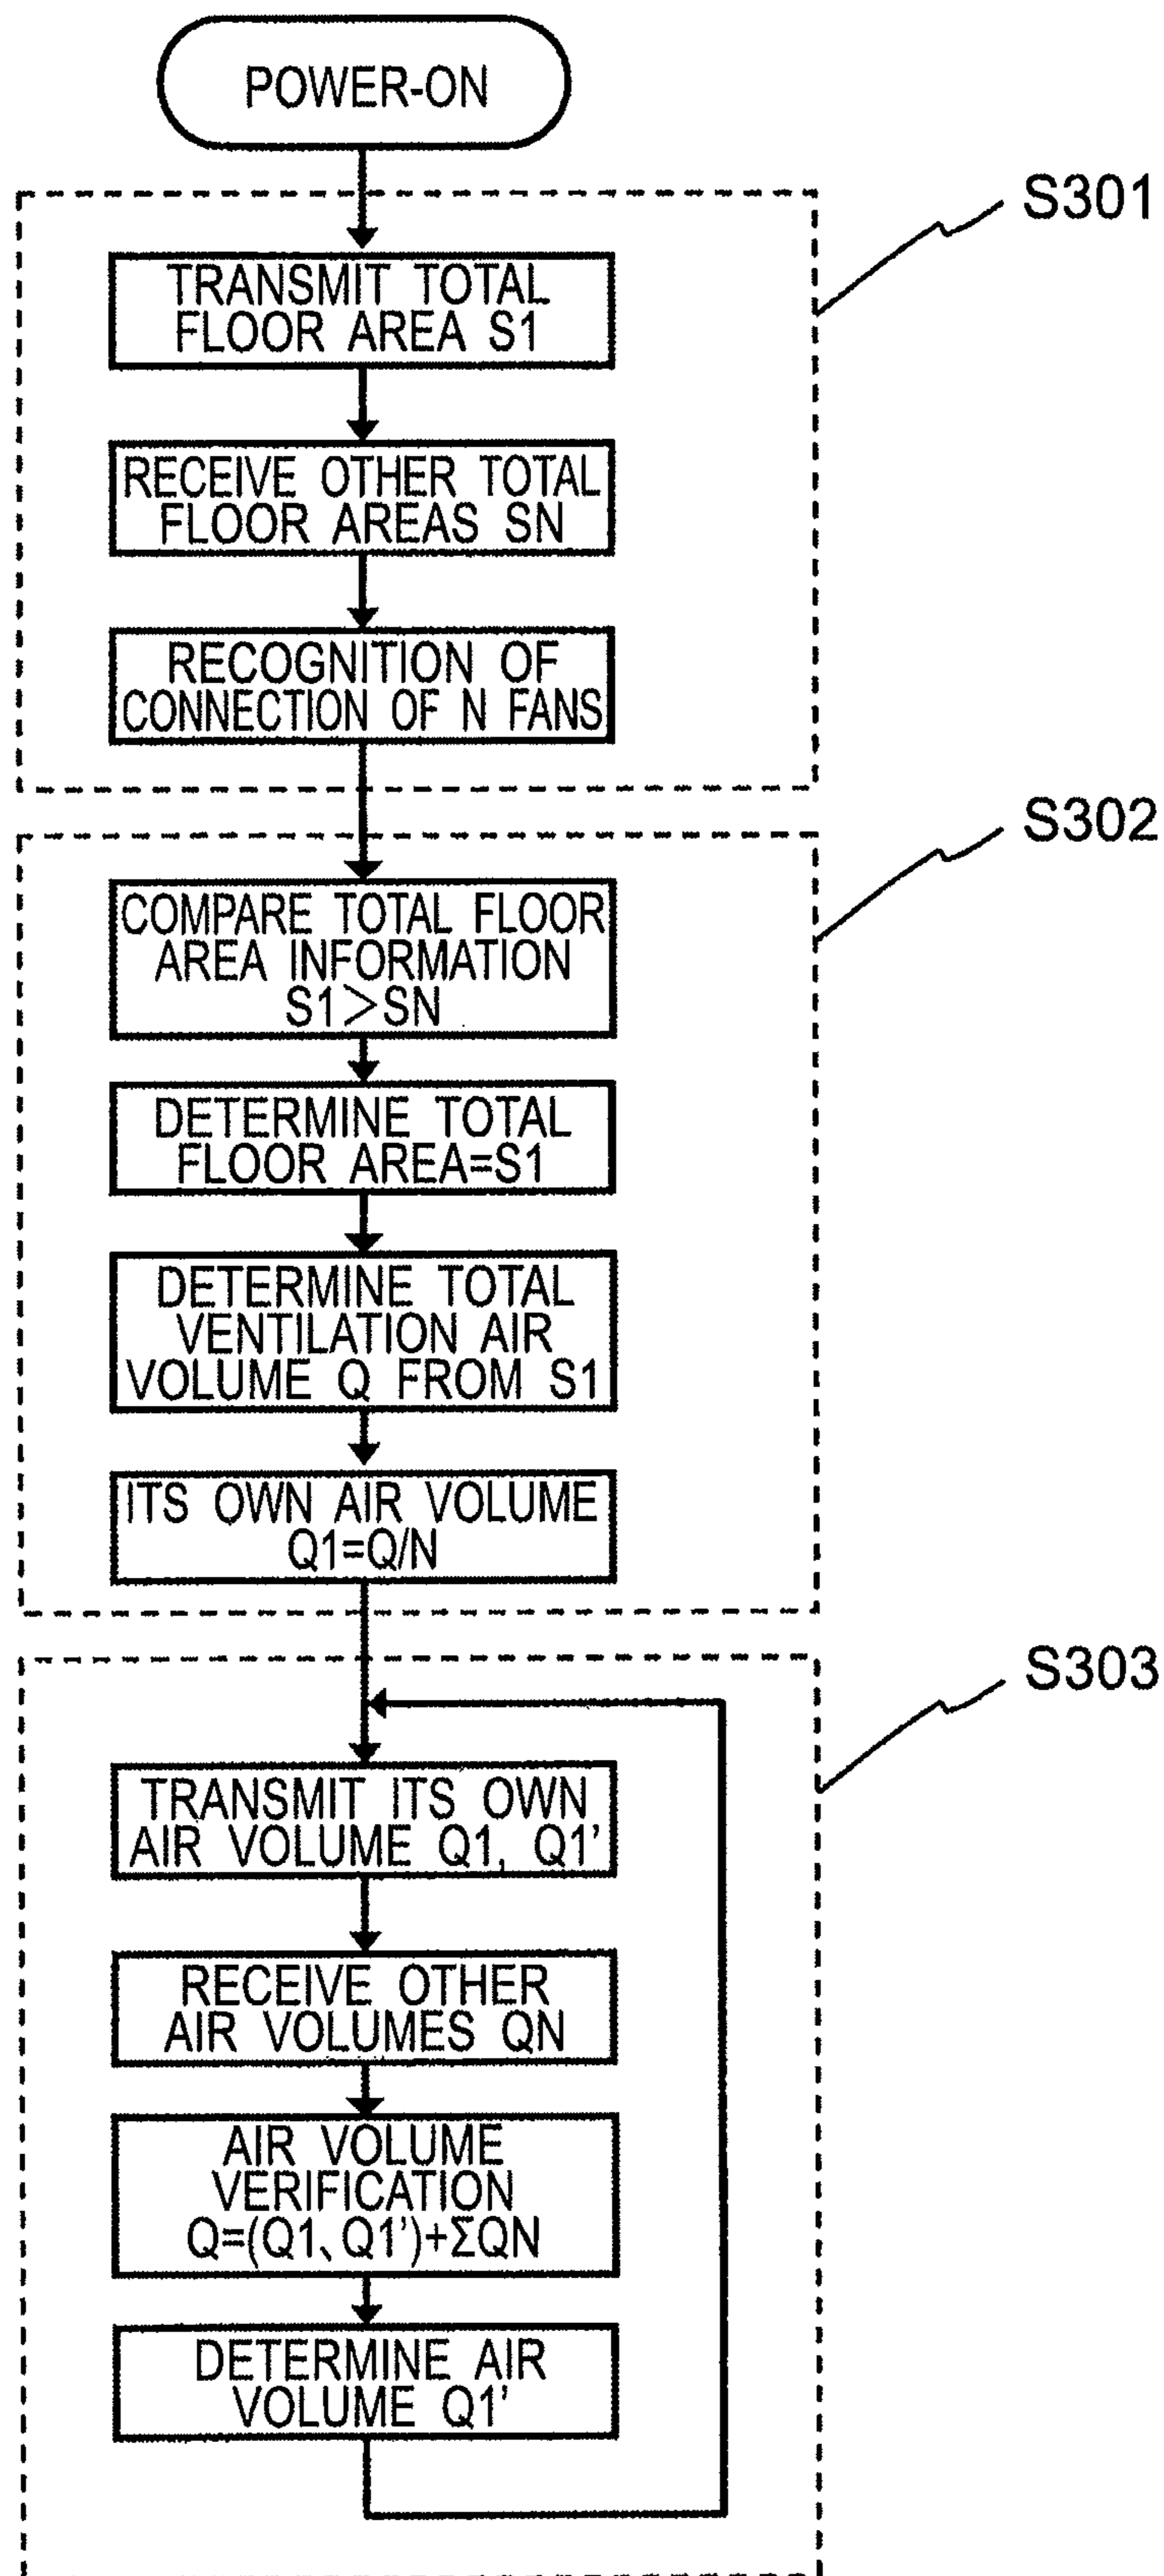 POWER-ON
S301
TRANSMIT TOTAL
FLOOR AREA S1
RECEIVE OTHER TOTAL
FLOOR AREAS SN
RECOGNITION OF
CONNECTION OF N FANS
S302
COMPARE TOTAL FLOOR
AREA INFORMATION
S1>SN
DETERMINE TOTAL
FLOOR AREA=S1
DETERMINE TOTAL
VENTILATION AIR
VOLUME Q FROM S1
ITS OWN AIR VOLUME
Q1=Q/N
S303
TRANSMIT ITS OWN
AIR VOLUME Q1, Q1'
RECEIVE OTHER
AIR VOLUMES QN
AIR VOLUME
VERIFICATION
Q=(Q1、Q1')+ΣQN
DETERMINE AIR
VOLUME Q1'